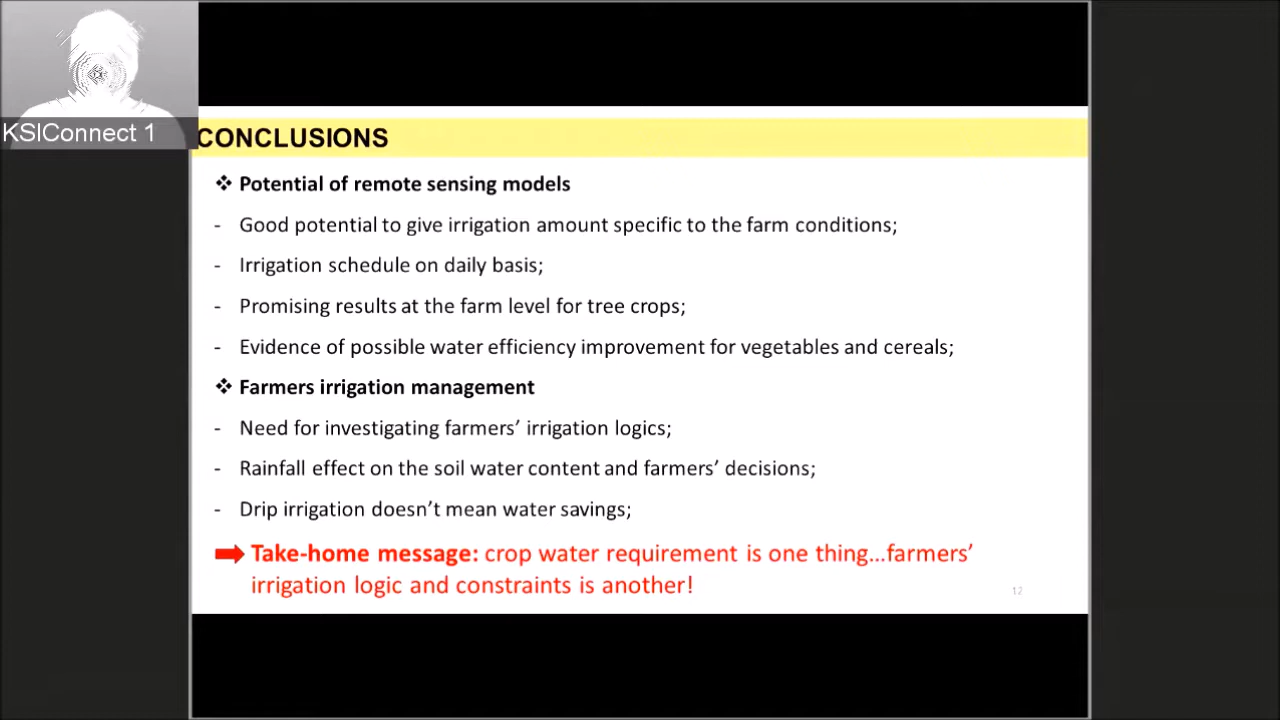 KSIConnect 1
CONCLUSIONS
❖ Potential of remote sensing models
- Good potential to give irrigation amount specific to the farm conditions;
- Irrigation schedule on daily basis;
- Promising results at the farm level for tree crops;
- Evidence of possible water efficiency improvement for vegetables and cereals;
❖ Farmers irrigation management
- Need for investigating farmers’ irrigation logics;
- Rainfall effect on the soil water content and farmers’ decisions;
- Drip irrigation doesn’t mean water savings;
Take-home message: crop water requirement is one thing…farmers’
irrigation logic and constraints is another!
12